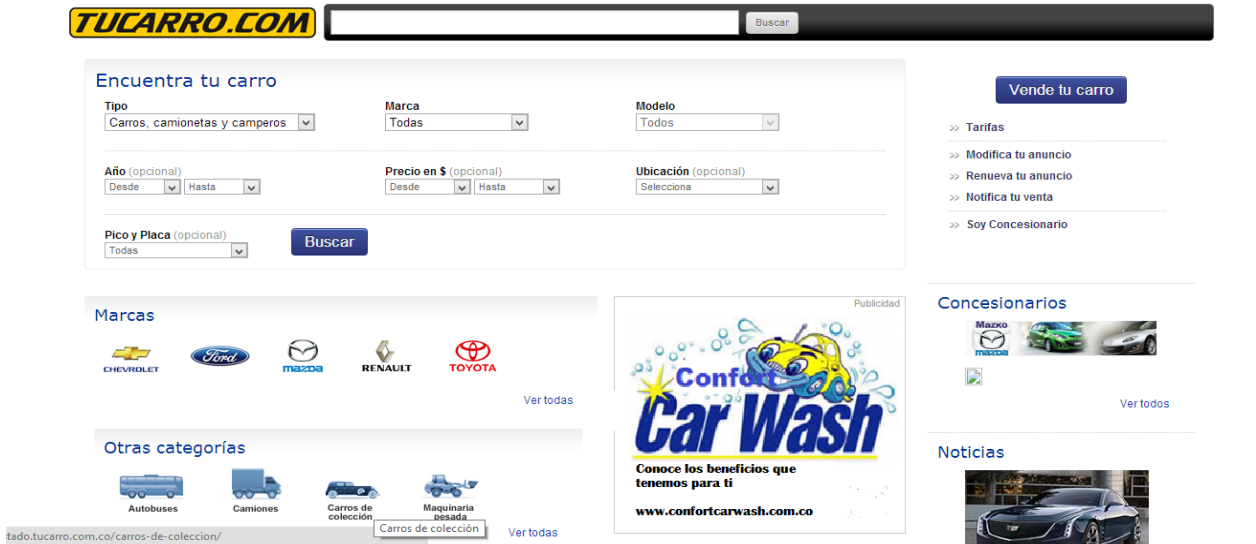 TUCARRO.COM
Buscar
Encuentra tu carro
Tipo
Carros, camionetas y camperos
Marca
Todas
Modelo
Todos
Año (opcional)
Desde
Hasta
Precio en $ (opcional)
Desde
Hasta
Ubicación (opcional)
Selecciona
Pico y Placa (opcional)
Todas
Buscar
Vende tu carro
>> Tarifas
>> Modifica tu anuncio
>> Renueva tu anuncio
>> Notifica tu venta
>> Soy Concesionario
Marcas
CHEVROLET
Ford
mazda
RENAULT
TOYOTA
Ver todas
Otras categorías
Autobuses
Camiones
Carros de
colección
Maquinaria
pesada
Carros de colección
Ver todas
tado.tucarro.com.co/carros-de-coleccion/
Publicidad
Confort
Car Wash
Conoce los beneficios que
tenemos para ti
www.confortcarwash.com.co
Concesionarios
Mazko
mazda
Ver todos
Noticias